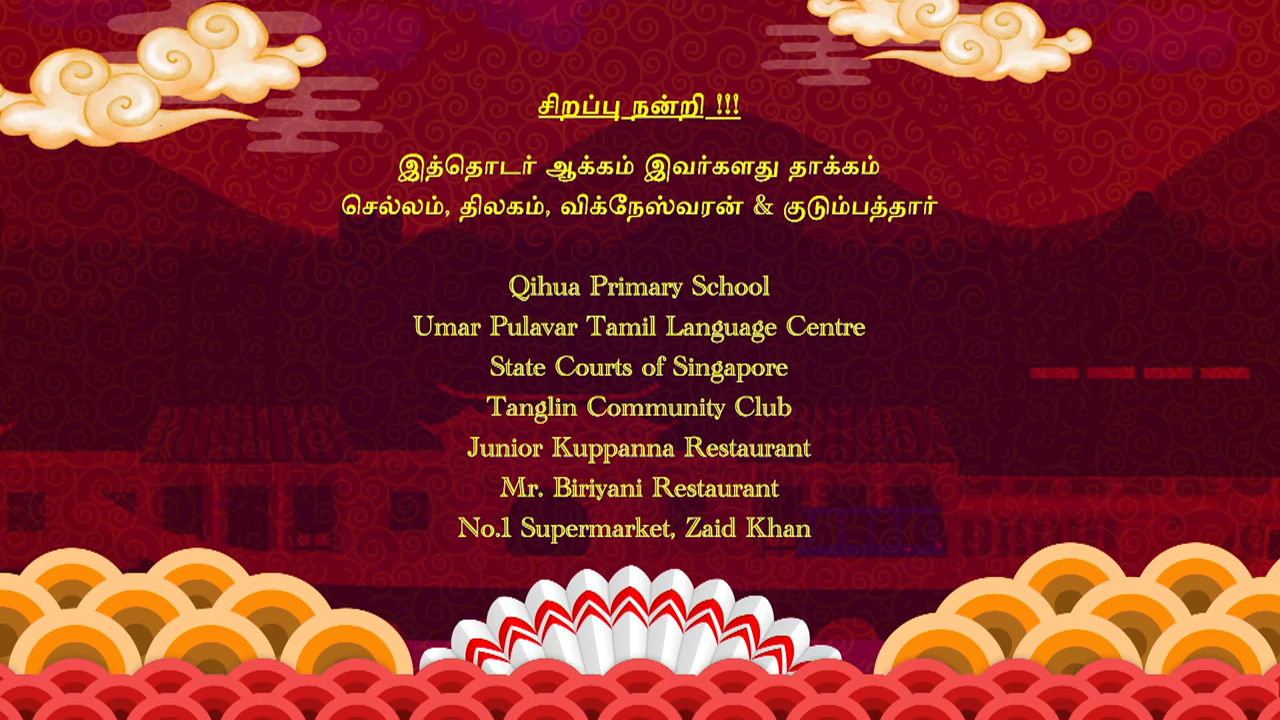 சிறப்பு நன்றி !!!
இத்தொடர் ஆக்கம் இவர்களது தாக்கம்
செல்லம், திலகம், விக்நேஸ்வரன் & குடும்பத்தார்
Qihua Primary School
Umar Pulavar Tamil Language Centre
State Courts of Singapore
Tanglin Community Club
Junior Kuppanna Restaurant
Mr. Biriyani Restaurant
No.1 Supermarket, Zaid Khan